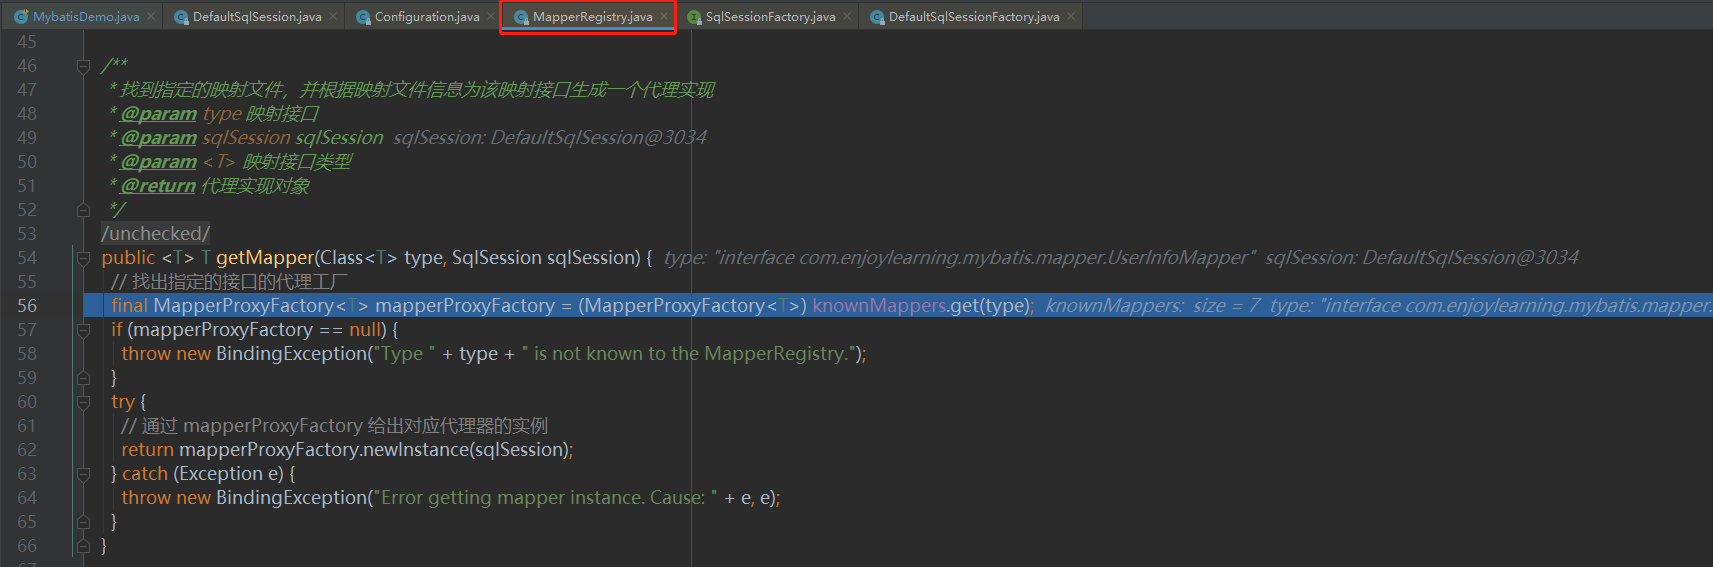 MybatisDemo.java DefaultSqlSession.java Configuration.java MapperRegistry.java SqlSessionFactory.java DefaultSqlSessionFactory.java
45
46 /**
47 * 找到指定的映射文件，并根据映射文件信息为该映射接口生成一个代理实现
48 * @param type 映射接口
49 * @param sqlSession sqlSession sqlSession: DefaultSqlSession@3034
50 * @param <T> 映射接口类型
51 * @return 代理实现对象
52 */
53 /unchecked/
54 public <T> T getMapper(Class<T> type, SqlSession sqlSession) { type: "interface com.enjoylearning.mybatis.mapper.UserInfoMapper" sqlSession: DefaultSqlSession@3034
55 // 找出指定的接口的代理工厂
56 final MapperProxyFactory<T> mapperProxyFactory = (MapperProxyFactory<T>) knownMappers.get(type); knownMappers: size = 7 type: "interface com.enjoylearning.mybatis.mapper.
57 if (mapperProxyFactory == null) {
58 throw new BindingException("Type " + type + " is not known to the MapperRegistry.");
59 }
60 try {
61 // 通过 mapperProxyFactory 给出对应代理器的实例
62 return mapperProxyFactory.newInstance(sqlSession);
63 } catch (Exception e) {
64 throw new BindingException("Error getting mapper instance. Cause: " + e, e);
65 }
66 }